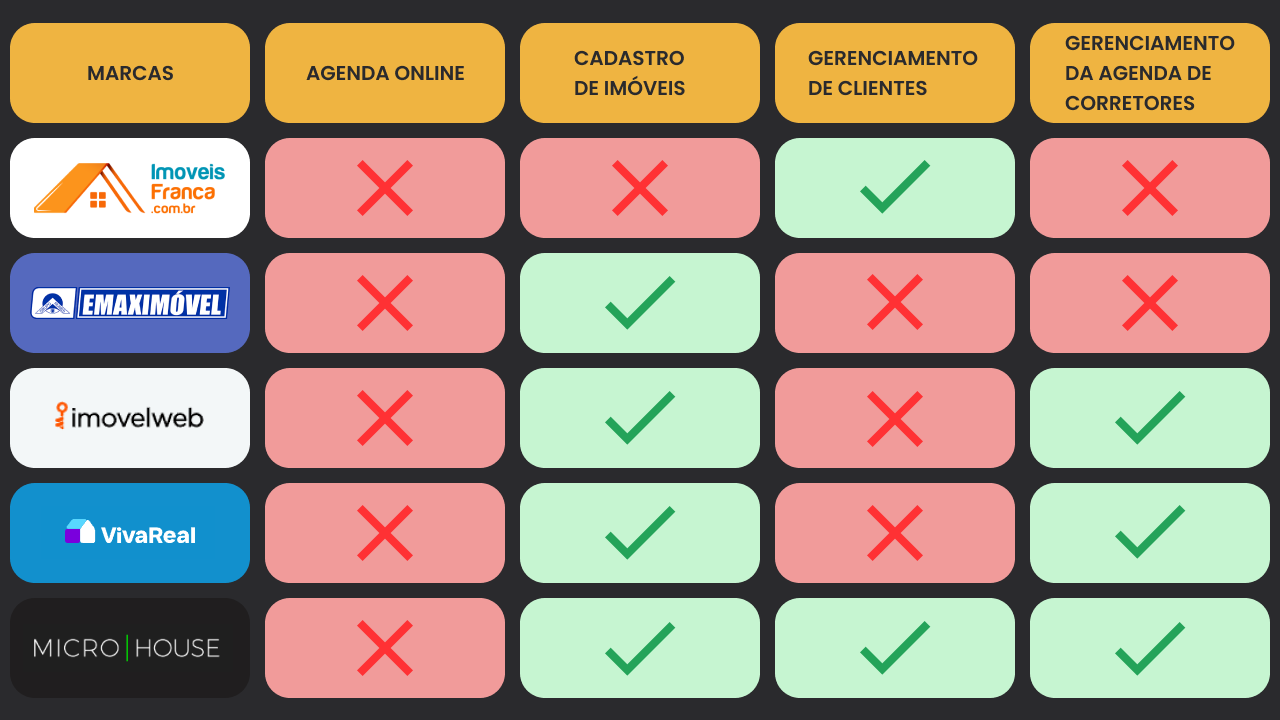 MARCAS
AGENDA ONLINE
CADASTRO
DE IMÓVEIS
GERENCIAMENTO
DE CLIENTES
GERENCIAMENTO
DA AGENDA DE
CORRETORES
Imoveis
Franca
.com.br
EMAXIMÓVEL
imovelweb
VivaReal
MICRO|HOUSE